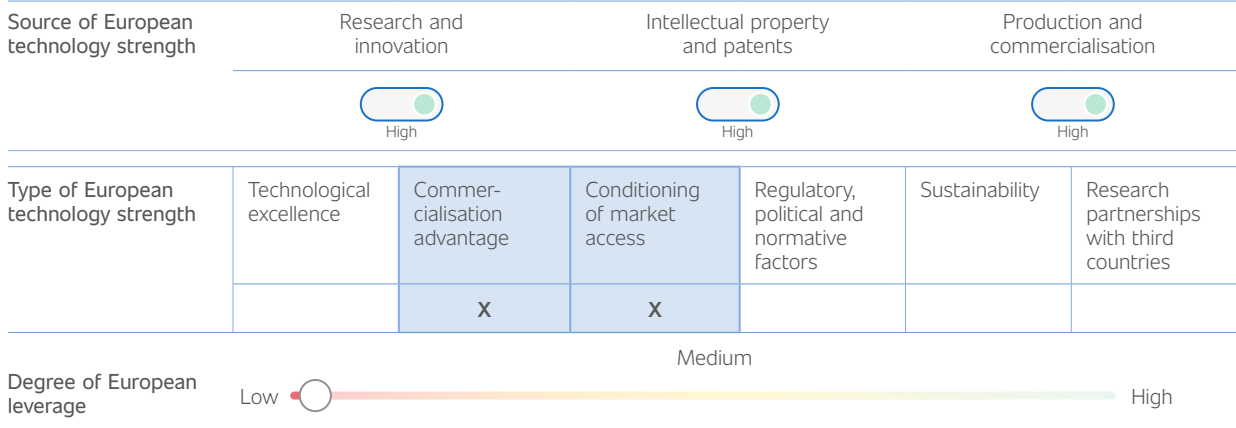 Source of European
technology strength
Research and
innovation
Intellectual property
and patents
Production and
commercialisation
High
High
High
Type of European
technology strength
Technological
excellence
Commer-
cialisation
advantage
Conditioning
of market
access
Regulatory,
political and
normative
factors
Sustainability
Research
partnerships
with third
countries
X
X
Degree of European
leverage
Low
Medium
High